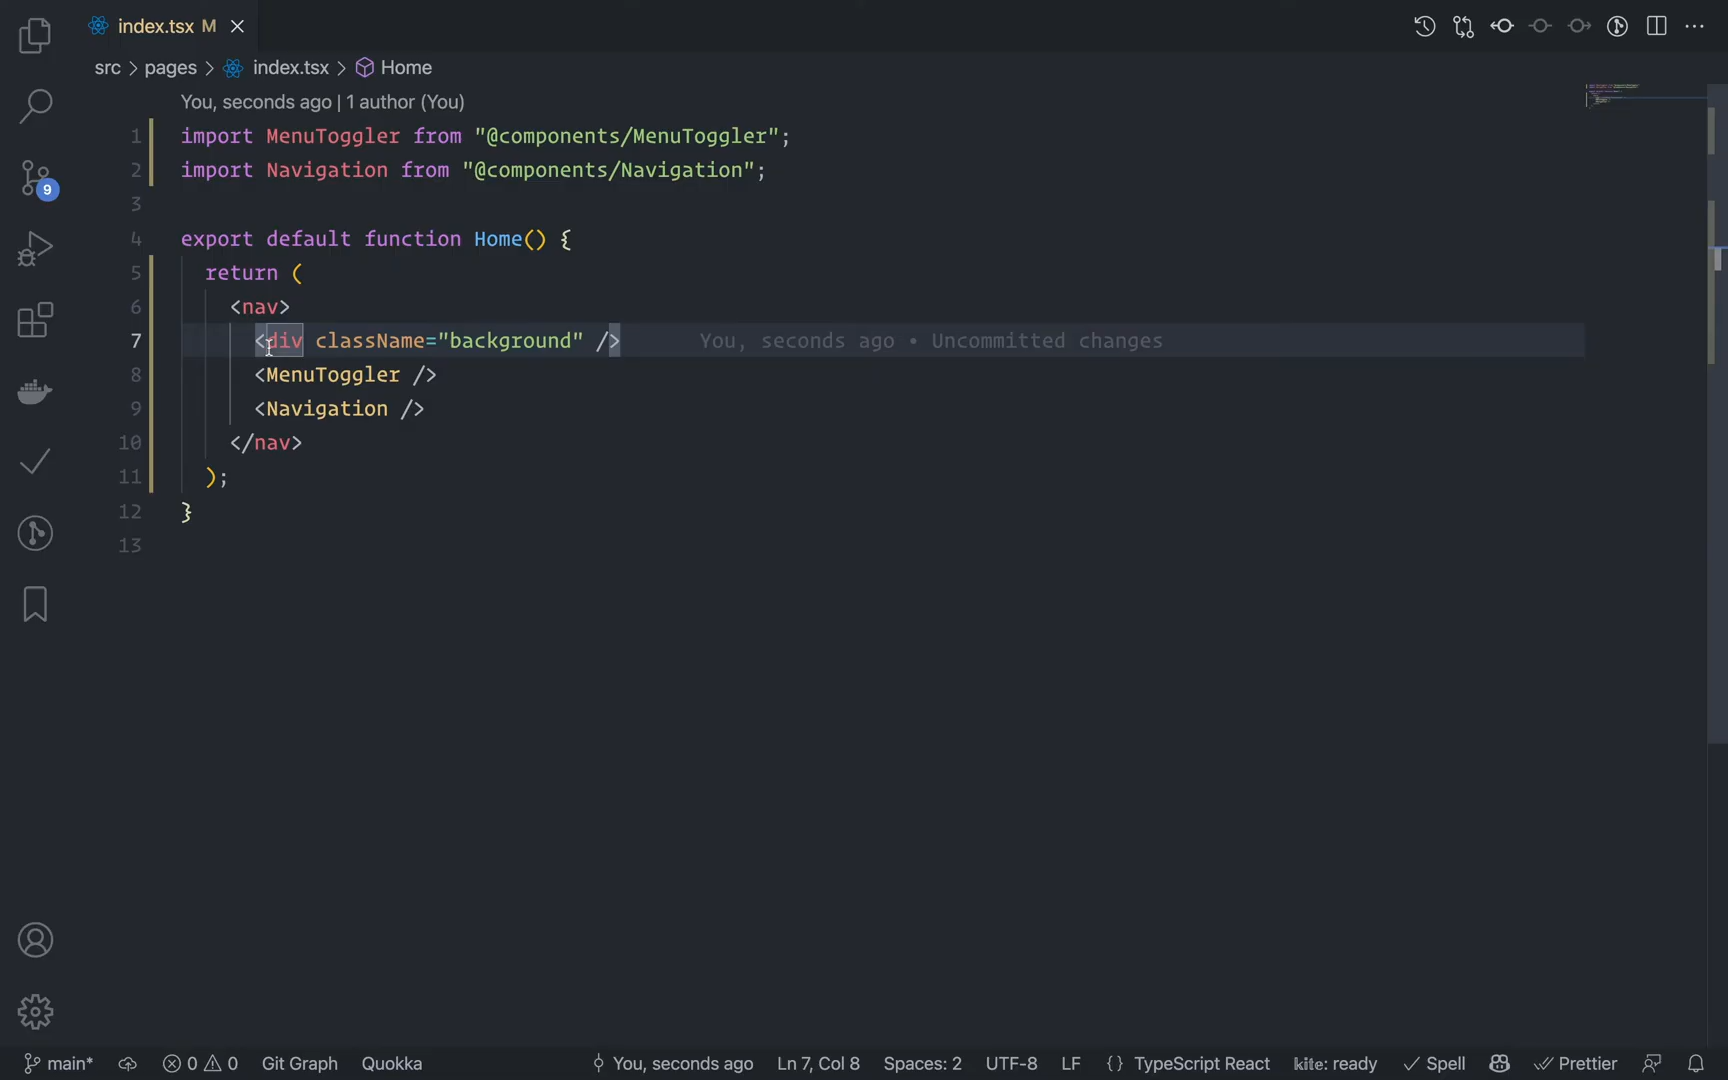 index.tsx M
src > pages > index.tsx > Home
You, seconds ago | 1 author (You)
1 import MenuToggler from "@components/MenuToggler";
2 import Navigation from "@components/Navigation";
3
4 export default function Home() {
5 return (
6 <nav>
7 <div className="background" /> You, seconds ago • Uncommitted changes
8 <MenuToggler />
9 <Navigation />
10 </nav>
11 );
12 }
13
9
main* 0 0 Git Graph Quokka You, seconds ago Ln 7, Col 8 Spaces: 2 UTF-8 LF {} TypeScript React kite: ready Spell Prettier